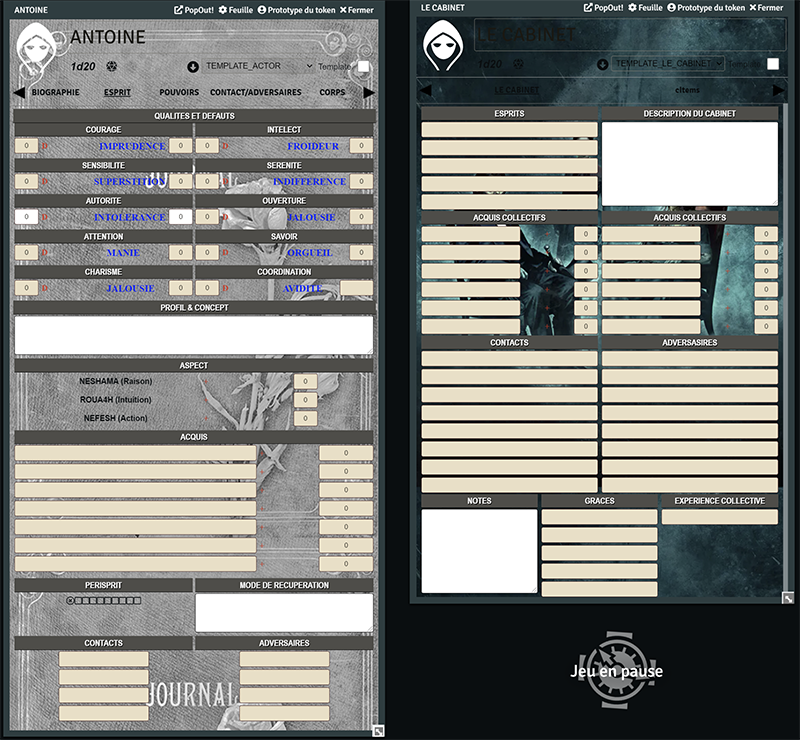 ANTOINE
PopOut! Feuille Prototype du token Fermer
ANTOINE
1d20
TEMPLATE_ACTOR
Template
BIOGRAPHIE ESPRIT POUVOIRS CONTACT/ADVERSAIRES CORPS
QUALITES ET DEFAUTS
COURAGE INTELECT
0 D IMPRUDENCE 0 0 D FROIDEUR 0
SENSIBILITE SERENITE
0 D SUPERSTITION 0 0 D INDIFFERENCE 0
JOURNAL
AUTORITE OUVERTURE
0 D INTOLERANCE 0 0 D JALOUSIE 0
ATTENTION SAVOIR
0 D MANIE 0 0 D ORGUEIL 0
CHARISME COORDINATION
0 D JALOUSIE 0 0 D AVIDITE
PROFIL & CONCEPT
ASPECT
NESHAMA (Raison) 0
ROUA4H (Intuition) 0
NEFESH (Action) 0
ACQUIS
0
0
0
0
0
0
0
PERISPRIT MODE DE RECUPERATION
CONTACTS ADVERSAIRES
JOURNAL
LE CABINET
PopOut! Feuille Prototype du token Fermer
LE CABINET
1d20
TEMPLATE_LE_CABINET
Template
LE CABINET citems
ESPRITS DESCRIPTION DU CABINET
ACQUIS COLLECTIFS ACQUIS COLLECTIFS
0 0
0 0
0 0
0 0
0 0
0 0
CONTACTS ADVERSASIRES
NOTES GRACES EXPERIENCE COLLECTIVE
Jeu en pause